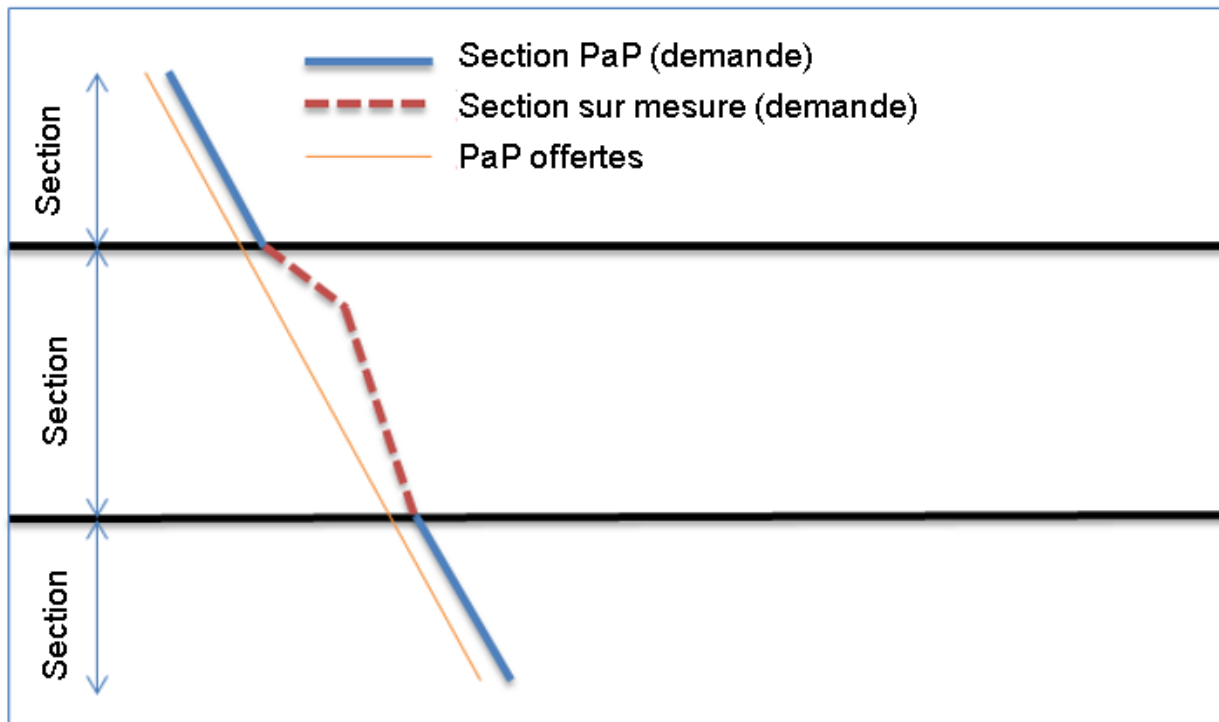 Section PaP (demande)
Section sur mesure (demande)
PaP offertes
Section
Section
Section